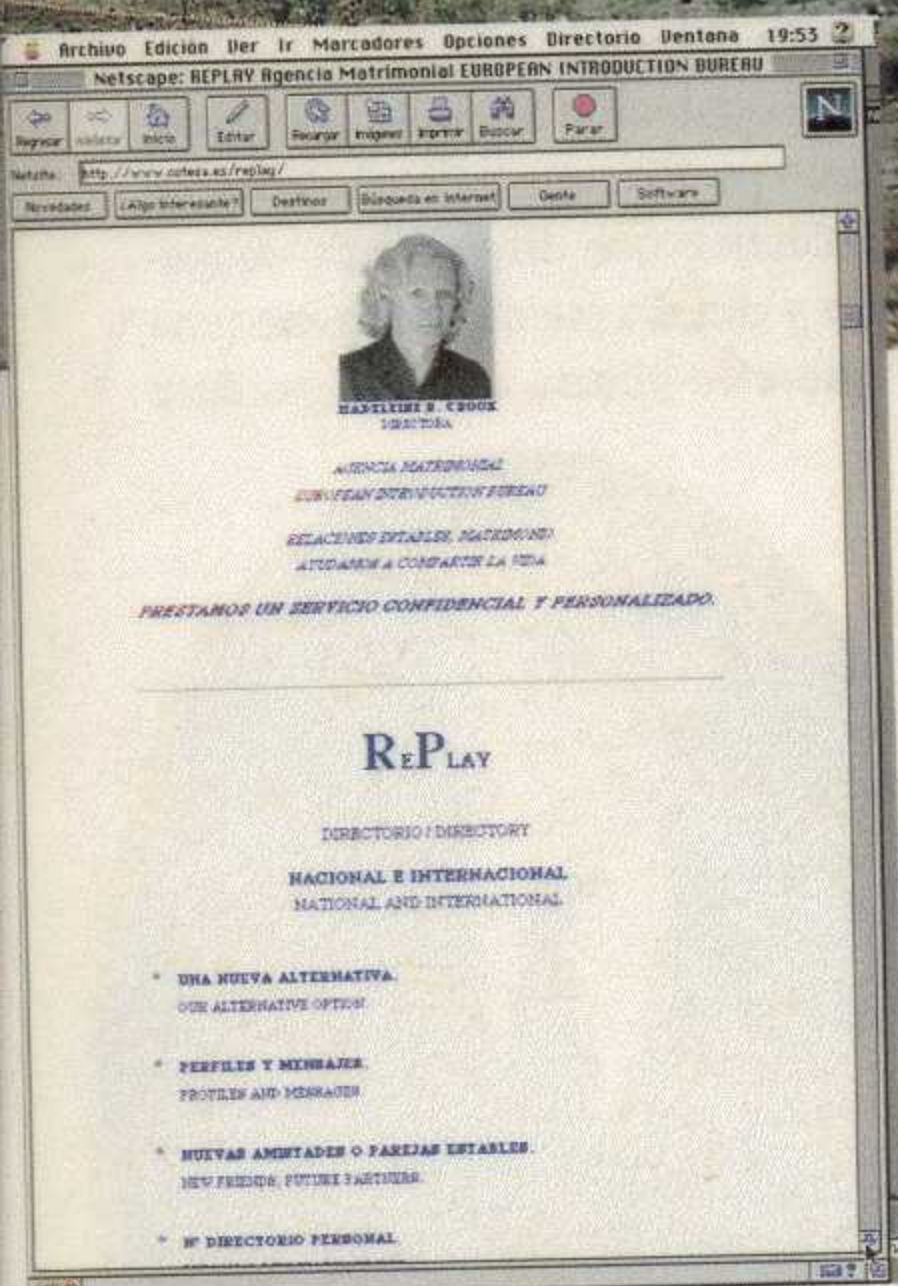 Archivo Edición Ver Ir Marcadores Opciones Directorio Ventana 19:53
Netscape: REPLAY Agencia Matrimonial EUROPEAN INTRODUCTION BUREAU
Regresar Inicio Editar Recargar Imágenes Imprimir Buscar Parar
N
Netsite: http://www.coteda.es/replay/
Novedades ¿Algo interesante? Destinos Búsqueda en Internet Gente Software
MADELEINE
DIRECTORA
AGENCIA MATRIMONIAL
EUROPEAN INTRODUCTION BUREAU
RELACIONES ESTABLES, MATRIMONIO
AYUDAMOS A COMPARTIR LA VIDA
PRESTAMOS UN SERVICIO CONFIDENCIAL Y PERSONALIZADO.
REPLAY
DIRECTORIO / DIRECTORY
NACIONAL E INTERNACIONAL
NATIONAL AND INTERNATIONAL
* UNA NUEVA ALTERNATIVA.
OUR ALTERNATIVE OPTION.
* PERFILES Y MENSAJES.
PROFILES AND MESSAGES
* NUEVAS AMISTADES O PAREJAS ESTABLES.
NEW FRIENDS, FUTURE PARTNERS.
* Nº DIRECTORIO PERSONAL.